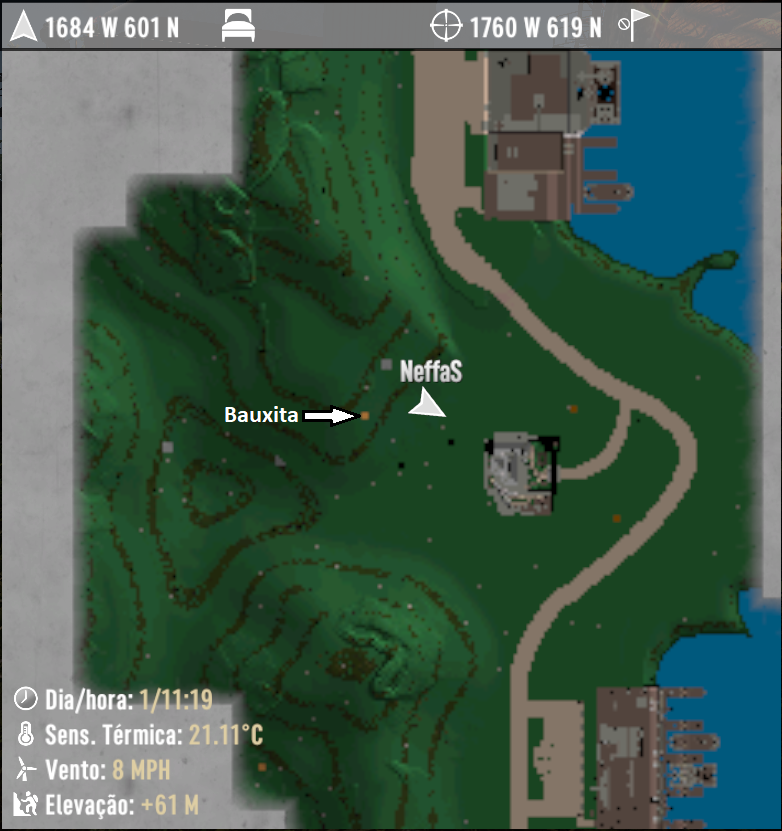 1684 W 601 N
1760 W 619 N
NeffaS
Bauxita
Dia/hora: 1/11:19
Sens. Térmica: 21.11°C
Vento: 8 MPH
Elevação: +61 M